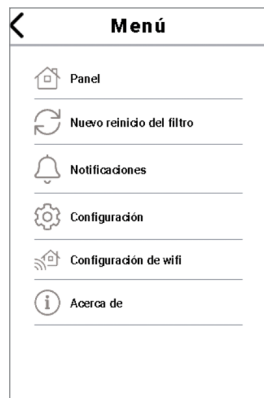 Menú
Panel
Nuevo reinicio del filtro
Notificaciones
Configuración
Configuración de wifi
Acerca de